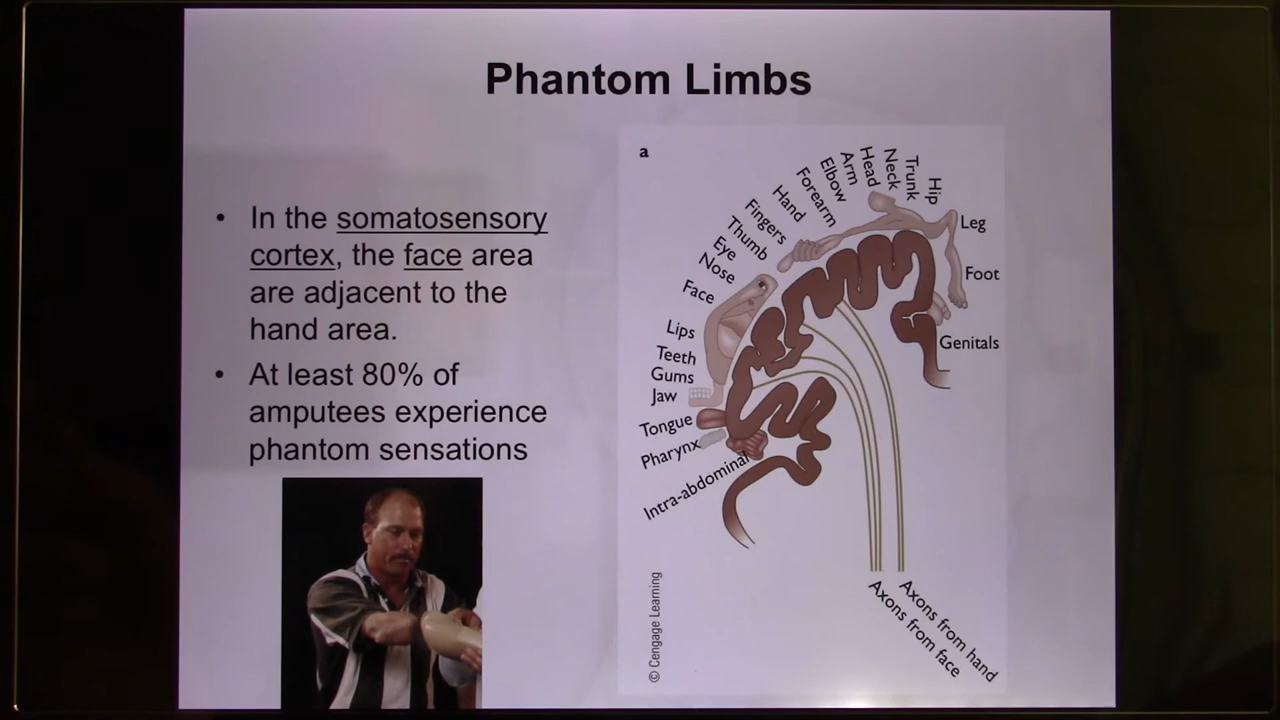 Phantom Limbs
• In the somatosensory
cortex, the face area
are adjacent to the
hand area.
• At least 80% of
amputees experience
phantom sensations
a
Intra-abdominal
Pharynx
Tongue
Jaw
Gums
Teeth
Lips
Face
Nose
Eye
Thumb
Fingers
Hand
Forearm
Elbow
Arm
Head
Neck
Trunk
Hip
Leg
Foot
Genitals
Axons from hand
Axons from face
© Cengage Learning